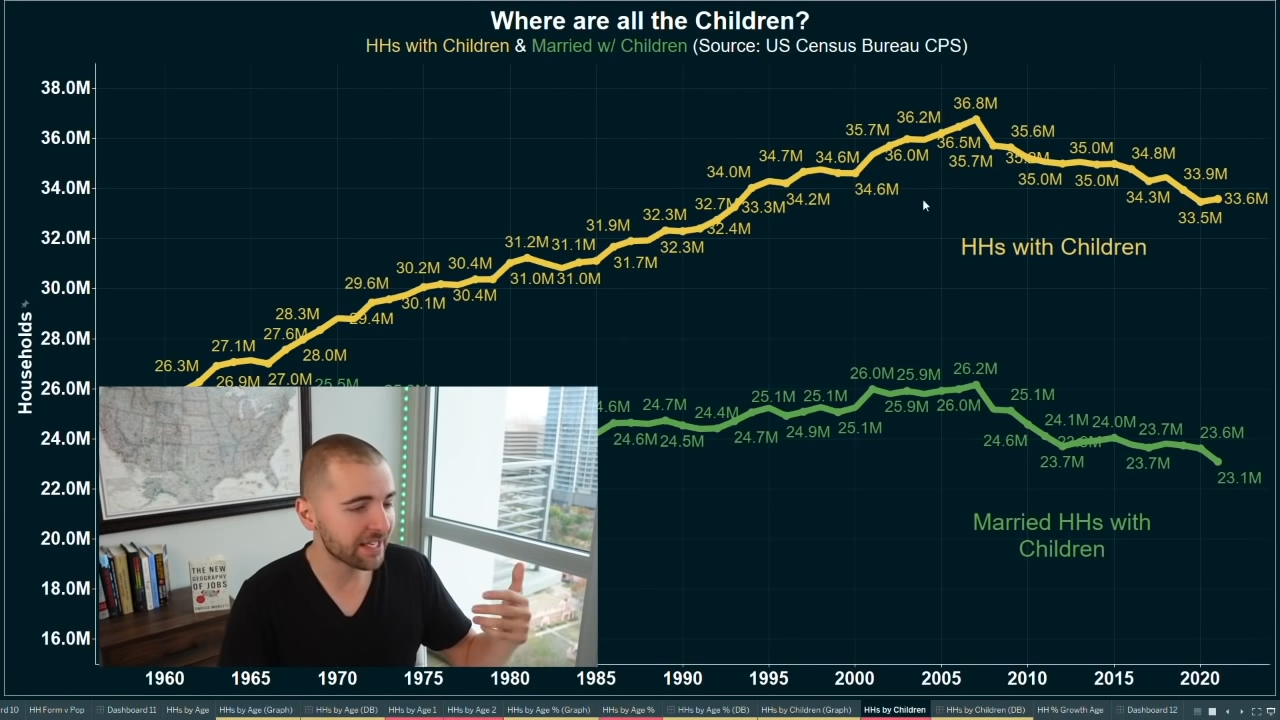 Where are all the Children?
HHs with Children & Married w/ Children (Source: US Census Bureau CPS)
Households
38.0M
36.0M
34.0M
32.0M
30.0M
28.0M
26.0M
24.0M
22.0M
20.0M
18.0M
16.0M
26.3M
27.1M
26.9M
27.0M
27.6M
28.3M
28.0M
29.6M
29.4M
30.2M
30.1M
30.4M
30.4M
31.2M
31.0M
31.1M
31.0M
31.9M
31.7M
32.3M
32.3M
32.7M
32.4M
34.0M
33.3M
34.7M
34.2M
34.6M
34.6M
35.7M
36.2M
36.0M
36.5M
36.8M
35.7M
35.6M
35.0M
35.0M
35.0M
34.8M
34.3M
33.9M
33.5M
33.6M
HHs with Children
25.5M
24.6M
24.7M
24.5M
24.4M
24.7M
25.1M
24.9M
25.1M
25.1M
26.0M
25.9M
25.9M
26.0M
26.2M
24.6M
25.1M
24.1M
23.7M
24.0M
23.7M
23.7M
23.6M
23.1M
Married HHs with
Children
THE NEW
GEOGRAPHY
OF JOBS
1960
1965
1970
1975
1980
1985
1990
1995
2000
2005
2010
2015
2020
rd 10
HH Form v Pop
Dashboard 11
HHs by Age
HHs by Age (Graph)
HHs by Age (DB)
HHs by Age 1
HHs by Age 2
HHs by Age % (Graph)
HHs by Age %
HHs by Age % (DB)
HHs by Children (Graph)
HHs by Children
HHs by Children (DB)
HH % Growth Age
Dashboard 12